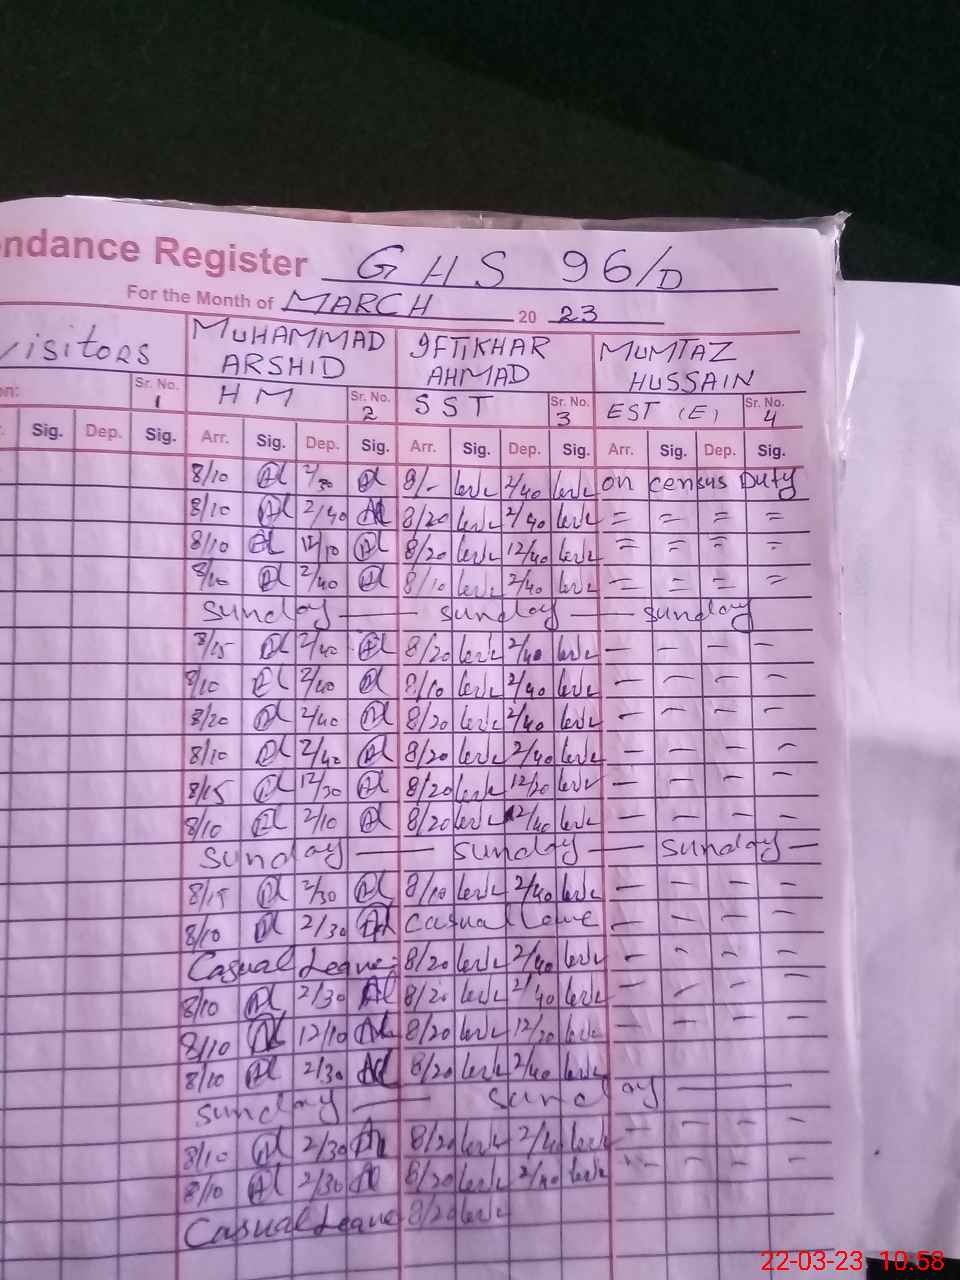 ndance Register GHS 96/D
For the Month of MARCH 20 23
Visitors MUHAMMAD ARSHID IFTIKHAR AHMAD MUMTAZ HUSSAIN
on: Sr. No. 1 HM Sr. No. 2 SST Sr. No. 3 EST (E) Sr. No. 4
Sig. Dep. Sig. Arr. Sig. Dep. Sig. Arr. Sig. Dep. Sig. Arr. Sig. Dep. Sig.
8/10 2/30 8/- 2/40 on census Duty
8/10 2/40 8/20 2/40 = = = =
8/10 12/10 8/20 12/40 = = = =
8/10 2/40 8/10 2/40 = = = =
Sunday — sunday — sunday
8/15 2/40 8/20 2/40 — — — —
8/10 2/40 8/10 2/40 — — — —
8/20 2/40 8/20 2/40 — — — —
8/10 2/40 8/20 2/40 — — — —
8/15 12/20 8/20 12/20 — — — —
8/10 2/10 8/20 2/40 — — — —
Sunday — sunday — sunday —
8/15 2/30 8/10 2/40 — — — —
8/10 2/30 Casual Leave — — — —
Casual Leave 8/20 2/40 — — — —
8/10 2/30 8/20 2/40 — — — —
8/10 12/10 8/20 12/20 — — — —
8/10 2/30 8/20 2/40
Sunday — sunday —
8/10 2/30 8/20 2/40 — — — —
8/10 2/30 8/20 2/40 — — — —
Casual Leave 8/20
22-03-23 10:58